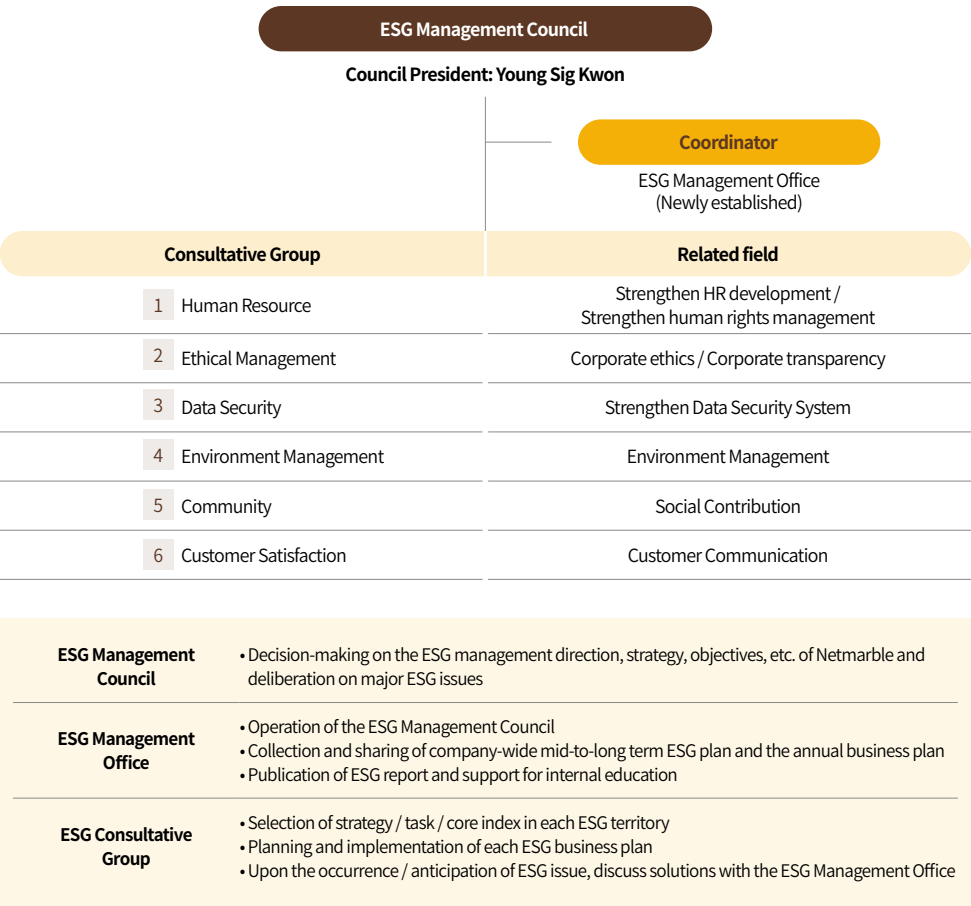 ESG Management Council
Council President: Young Sig Kwon
Coordinator
ESG Management Office
(Newly established)
Consultative Group
Related field
1 Human Resource
Strengthen HR development /
Strengthen human rights management
2 Ethical Management
Corporate ethics / Corporate transparency
3 Data Security
Strengthen Data Security System
4 Environment Management
Environment Management
5 Community
Social Contribution
6 Customer Satisfaction
Customer Communication
ESG Management
Council
• Decision-making on the ESG management direction, strategy, objectives, etc. of Netmarble and
deliberation on major ESG issues
ESG Management
Office
• Operation of the ESG Management Council
• Collection and sharing of company-wide mid-to-long term ESG plan and the annual business plan
• Publication of ESG report and support for internal education
ESG Consultative
Group
• Selection of strategy / task / core index in each ESG territory
• Planning and implementation of each ESG business plan
• Upon the occurrence / anticipation of ESG issue, discuss solutions with the ESG Management Office